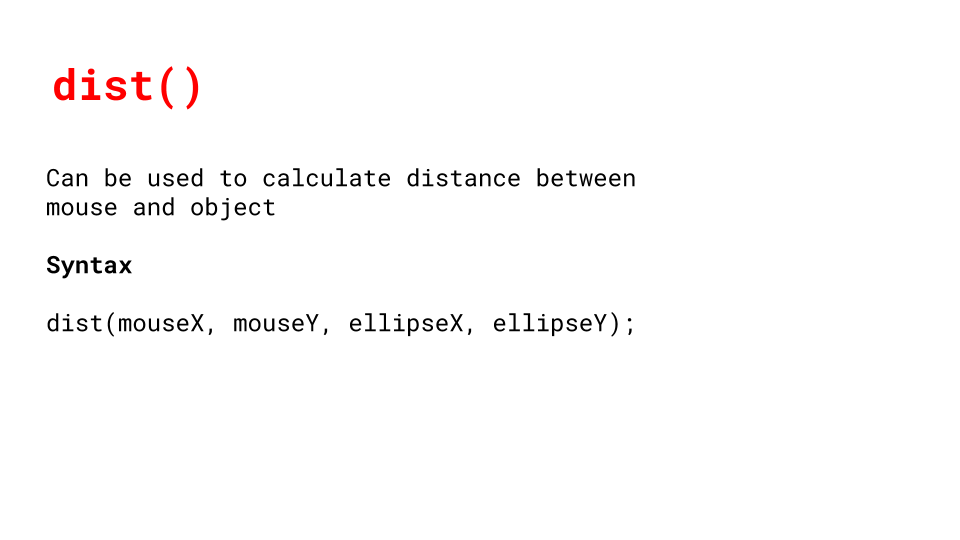 dist()
Can be used to calculate distance between
mouse and object
Syntax
dist(mouseX, mouseY, ellipseX, ellipseY);